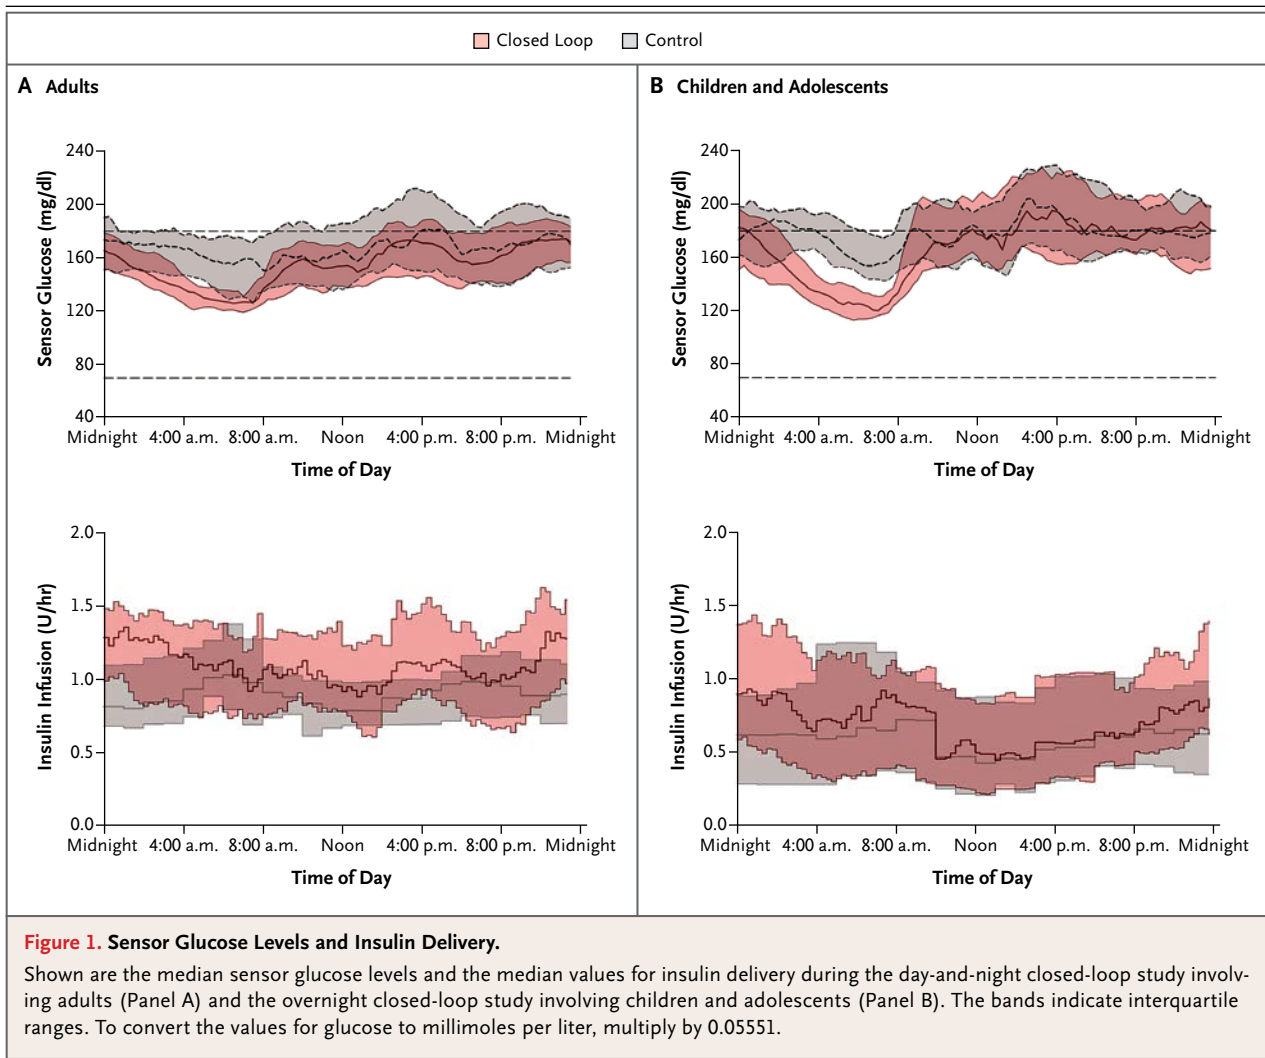 Closed Loop Control
A Adults
Sensor Glucose (mg/dl)
240
200
160
120
80
40
Midnight 4:00 a.m. 8:00 a.m. Noon 4:00 p.m. 8:00 p.m. Midnight
Time of Day
Insulin Infusion (U/hr)
2.0
1.5
1.0
0.5
0.0
Midnight 4:00 a.m. 8:00 a.m. Noon 4:00 p.m. 8:00 p.m. Midnight
Time of Day
B Children and Adolescents
Sensor Glucose (mg/dl)
240
200
160
120
80
40
Midnight 4:00 a.m. 8:00 a.m. Noon 4:00 p.m. 8:00 p.m. Midnight
Time of Day
Insulin Infusion (U/hr)
2.0
1.5
1.0
0.5
0.0
Midnight 4:00 a.m. 8:00 a.m. Noon 4:00 p.m. 8:00 p.m. Midnight
Time of Day
Figure 1. Sensor Glucose Levels and Insulin Delivery.
Shown are the median sensor glucose levels and the median values for insulin delivery during the day-and-night closed-loop study involv-
ing adults (Panel A) and the overnight closed-loop study involving children and adolescents (Panel B). The bands indicate interquartile
ranges. To convert the values for glucose to millimoles per liter, multiply by 0.05551.